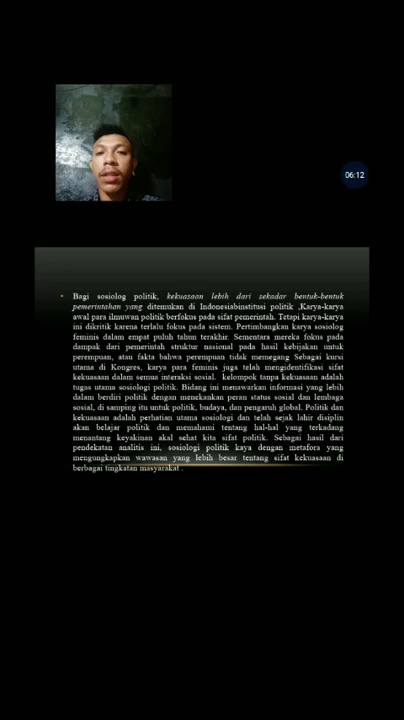 06:12
• Bagi sosiolog politik, kekuasaan lebih dari sekadar bentuk-bentuk
pemerintahan yang ditemukan di Indonesiabinstitusi politik ,Karya-karya
awal para ilmuwan politik berfokus pada sifat pemerintah. Tetapi karya-karya
ini dikritik karena terlalu fokus pada sistem. Pertimbangkan karya sosiolog
feminis dalam empat puluh tahun terakhir. Sementara mereka fokus pada
dampak dari pemerintah struktur nasional pada hasil kebijakan untuk
perempuan, atau fakta bahwa perempuan tidak memegang Sebagai kursi
utama di Kongres, karya para feminis juga telah mengidentifikasi sifat
kekuasaan dalam semua interaksi sosial. kelompok tanpa kekuasaan adalah
tugas utama sosiologi politik. Bidang ini menawarkan informasi yang lebih
dalam berdiri politik dengan menekankan peran status sosial dan lembaga
sosial, di samping itu untuk politik, budaya, dan pengaruh global. Politik dan
kekuasaan adalah perhatian utama sosiologi dan telah sejak lahir disiplin
akan belajar politik dan memahami tentang hal-hal yang terkadang
menantang keyakinan akal sehat kita sifat politik. Sebagai hasil dari
pendekatan analitis ini, sosiologi politik kaya dengan metafora yang
mengungkapkan wawasan yang lebih besar tentang sifat kekuasaan di
berbagai tingkatan masyarakat .